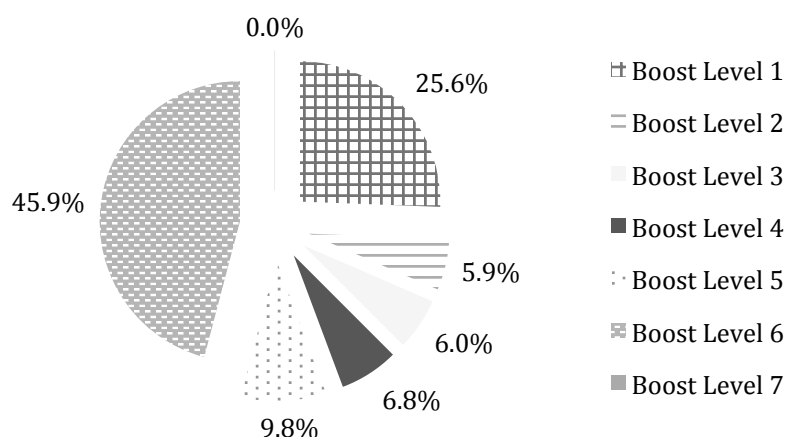 0.0%
25.6%
45.9%
5.9%
6.0%
6.8%
9.8%
Boost Level 1
Boost Level 2
Boost Level 3
Boost Level 4
Boost Level 5
Boost Level 6
Boost Level 7